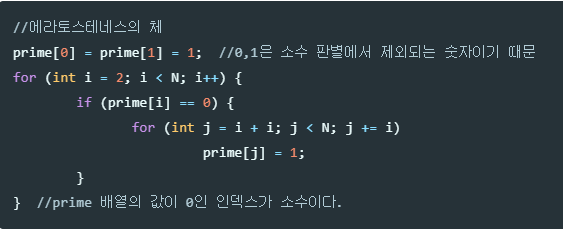 //에라토스테네스의 체
prime[0] = prime[1] = 1;  //0,1은 소수 판별에서 제외되는 숫자이기 때문
for (int i = 2; i < N; i++) {
        if (prime[i] == 0) {
                for (int j = i + i; j < N; j += i)
                        prime[j] = 1;
        }
}  //prime 배열의 값이 0인 인덱스가 소수이다.